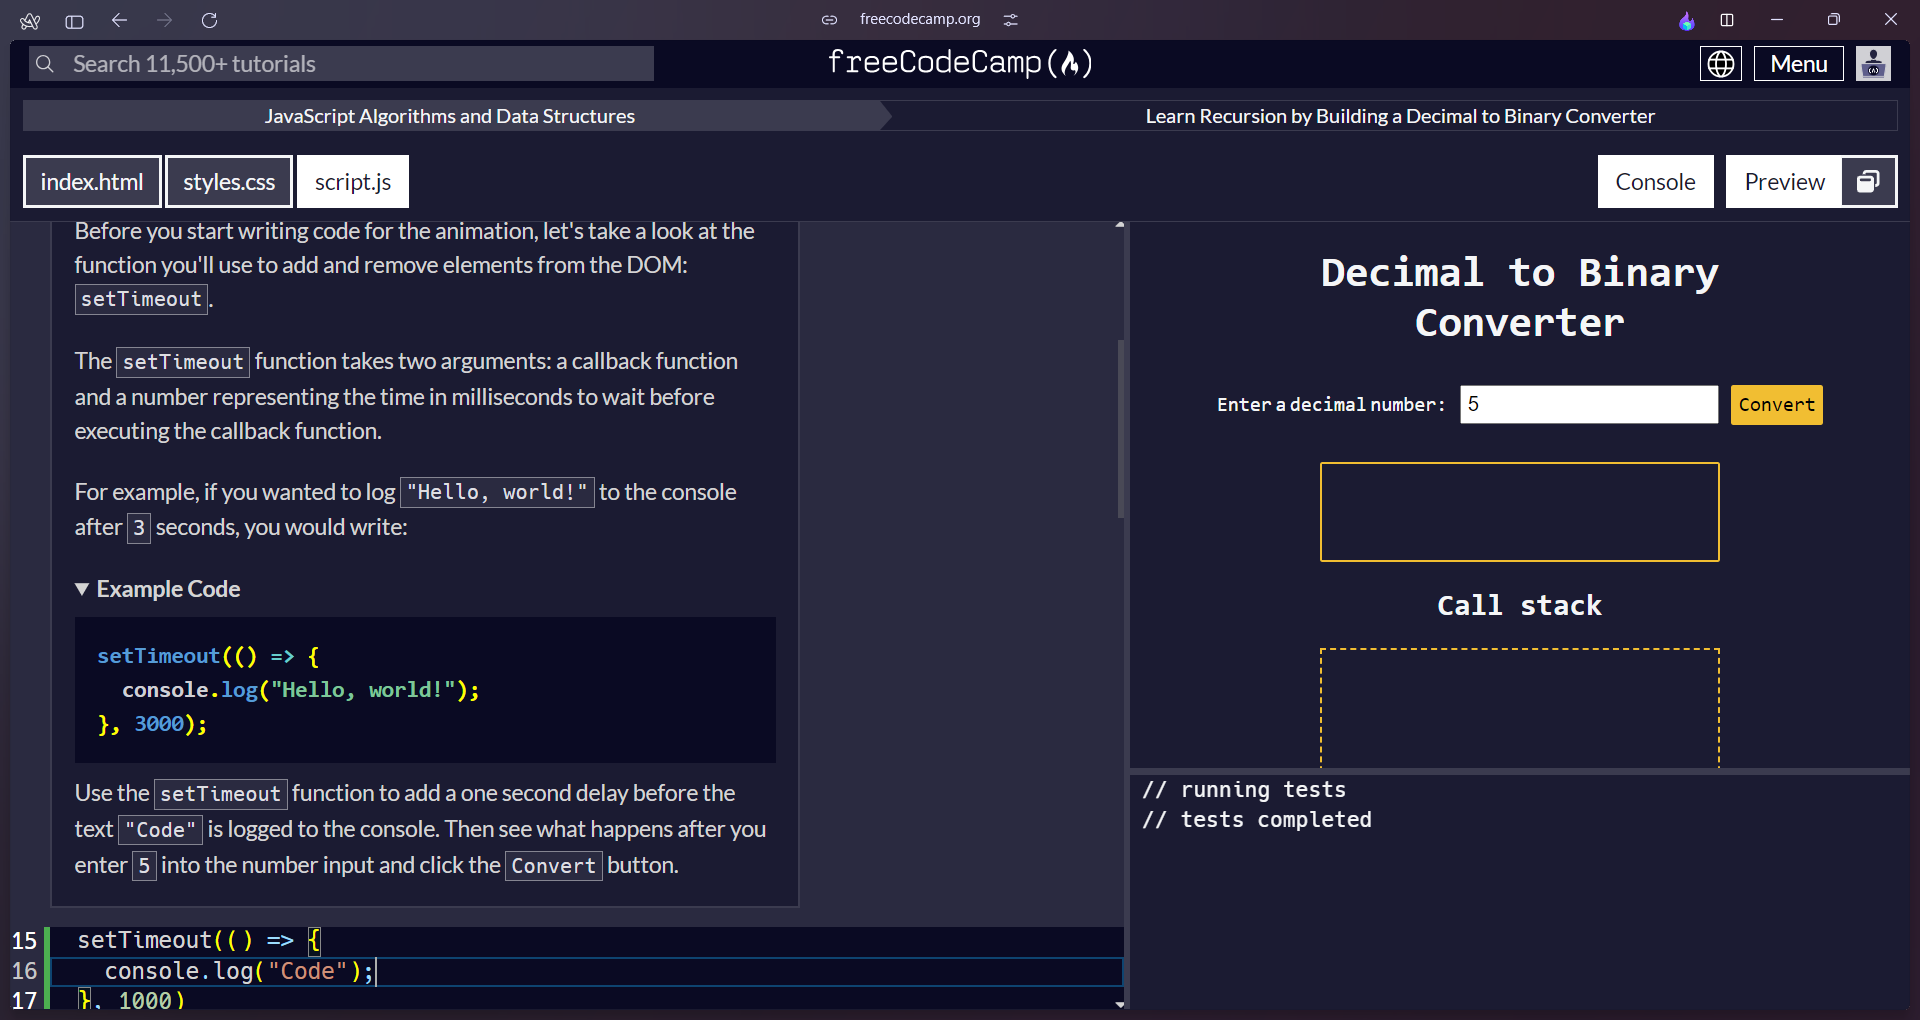 freecodecamp.org
Search 11,500+ tutorials
freeCodeCamp
Menu
JavaScript Algorithms and Data Structures
Learn Recursion by Building a Decimal to Binary Converter
index.html
styles.css
script.js
Console
Preview
Before you start writing code for the animation, let's take a look at the
function you'll use to add and remove elements from the DOM:
setTimeout.
The setTimeout function takes two arguments: a callback function
and a number representing the time in milliseconds to wait before
executing the callback function.
For example, if you wanted to log "Hello, world!" to the console
after 3 seconds, you would write:
Example Code
setTimeout(() => {
console.log("Hello, world!");
}, 3000);
Use the setTimeout function to add a one second delay before the
text "Code" is logged to the console. Then see what happens after you
enter 5 into the number input and click the Convert button.
15 setTimeout(() => {
16 console.log("Code");
17 }, 1000)
Decimal to Binary
Converter
Enter a decimal number: 5 Convert
Call stack
// running tests
// tests completed